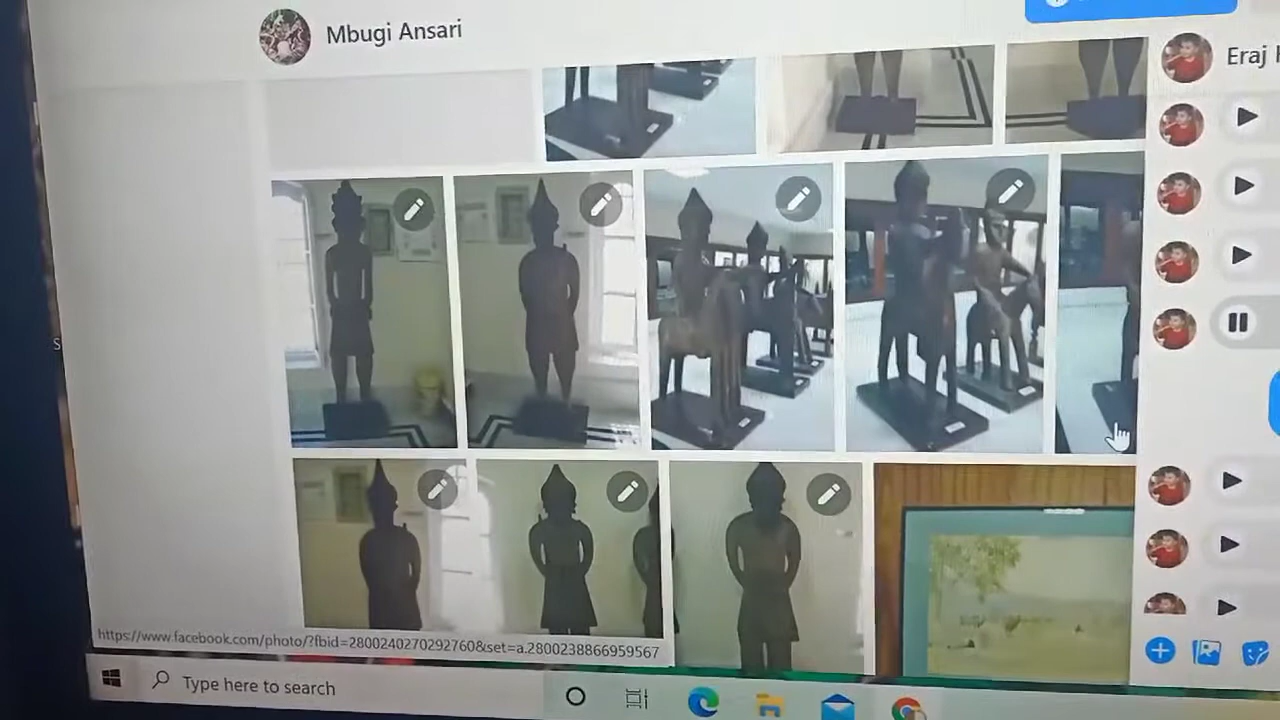 Mbugi Ansari
Eraj
https://www.facebook.com/photo/?fbid=2800240270292760&set=a.2800238866959567
Type here to search